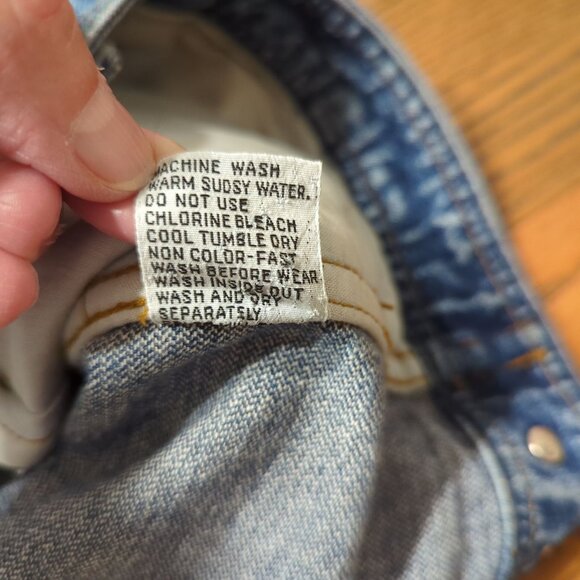 MACHINE WASH
WARM SUDSY WATER.
DO NOT USE
CHLORINE BLEACH
COOL TUMBLE DRY
NON COLOR-FAST
WASH BEFORE WEAR
WASH INSIDE OUT
WASH AND DRY
SEPARATELY